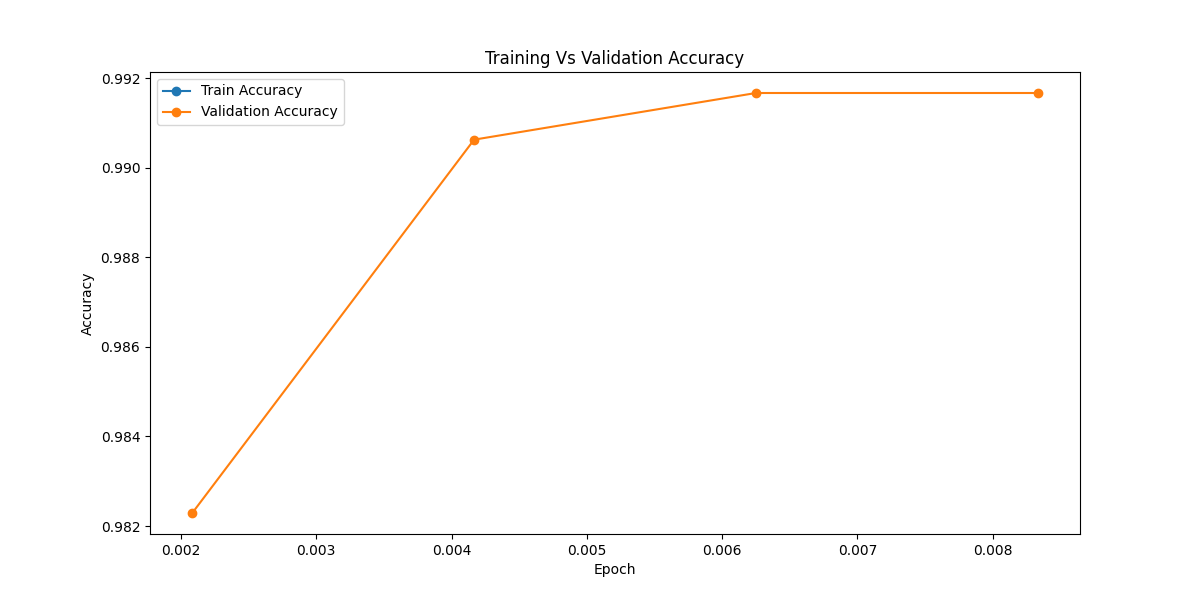 Training Vs Validation Accuracy
Train Accuracy
Validation Accuracy
0.992
0.990
0.988
0.986
0.984
0.982
Accuracy
0.002 0.003 0.004 0.005 0.006 0.007 0.008
Epoch